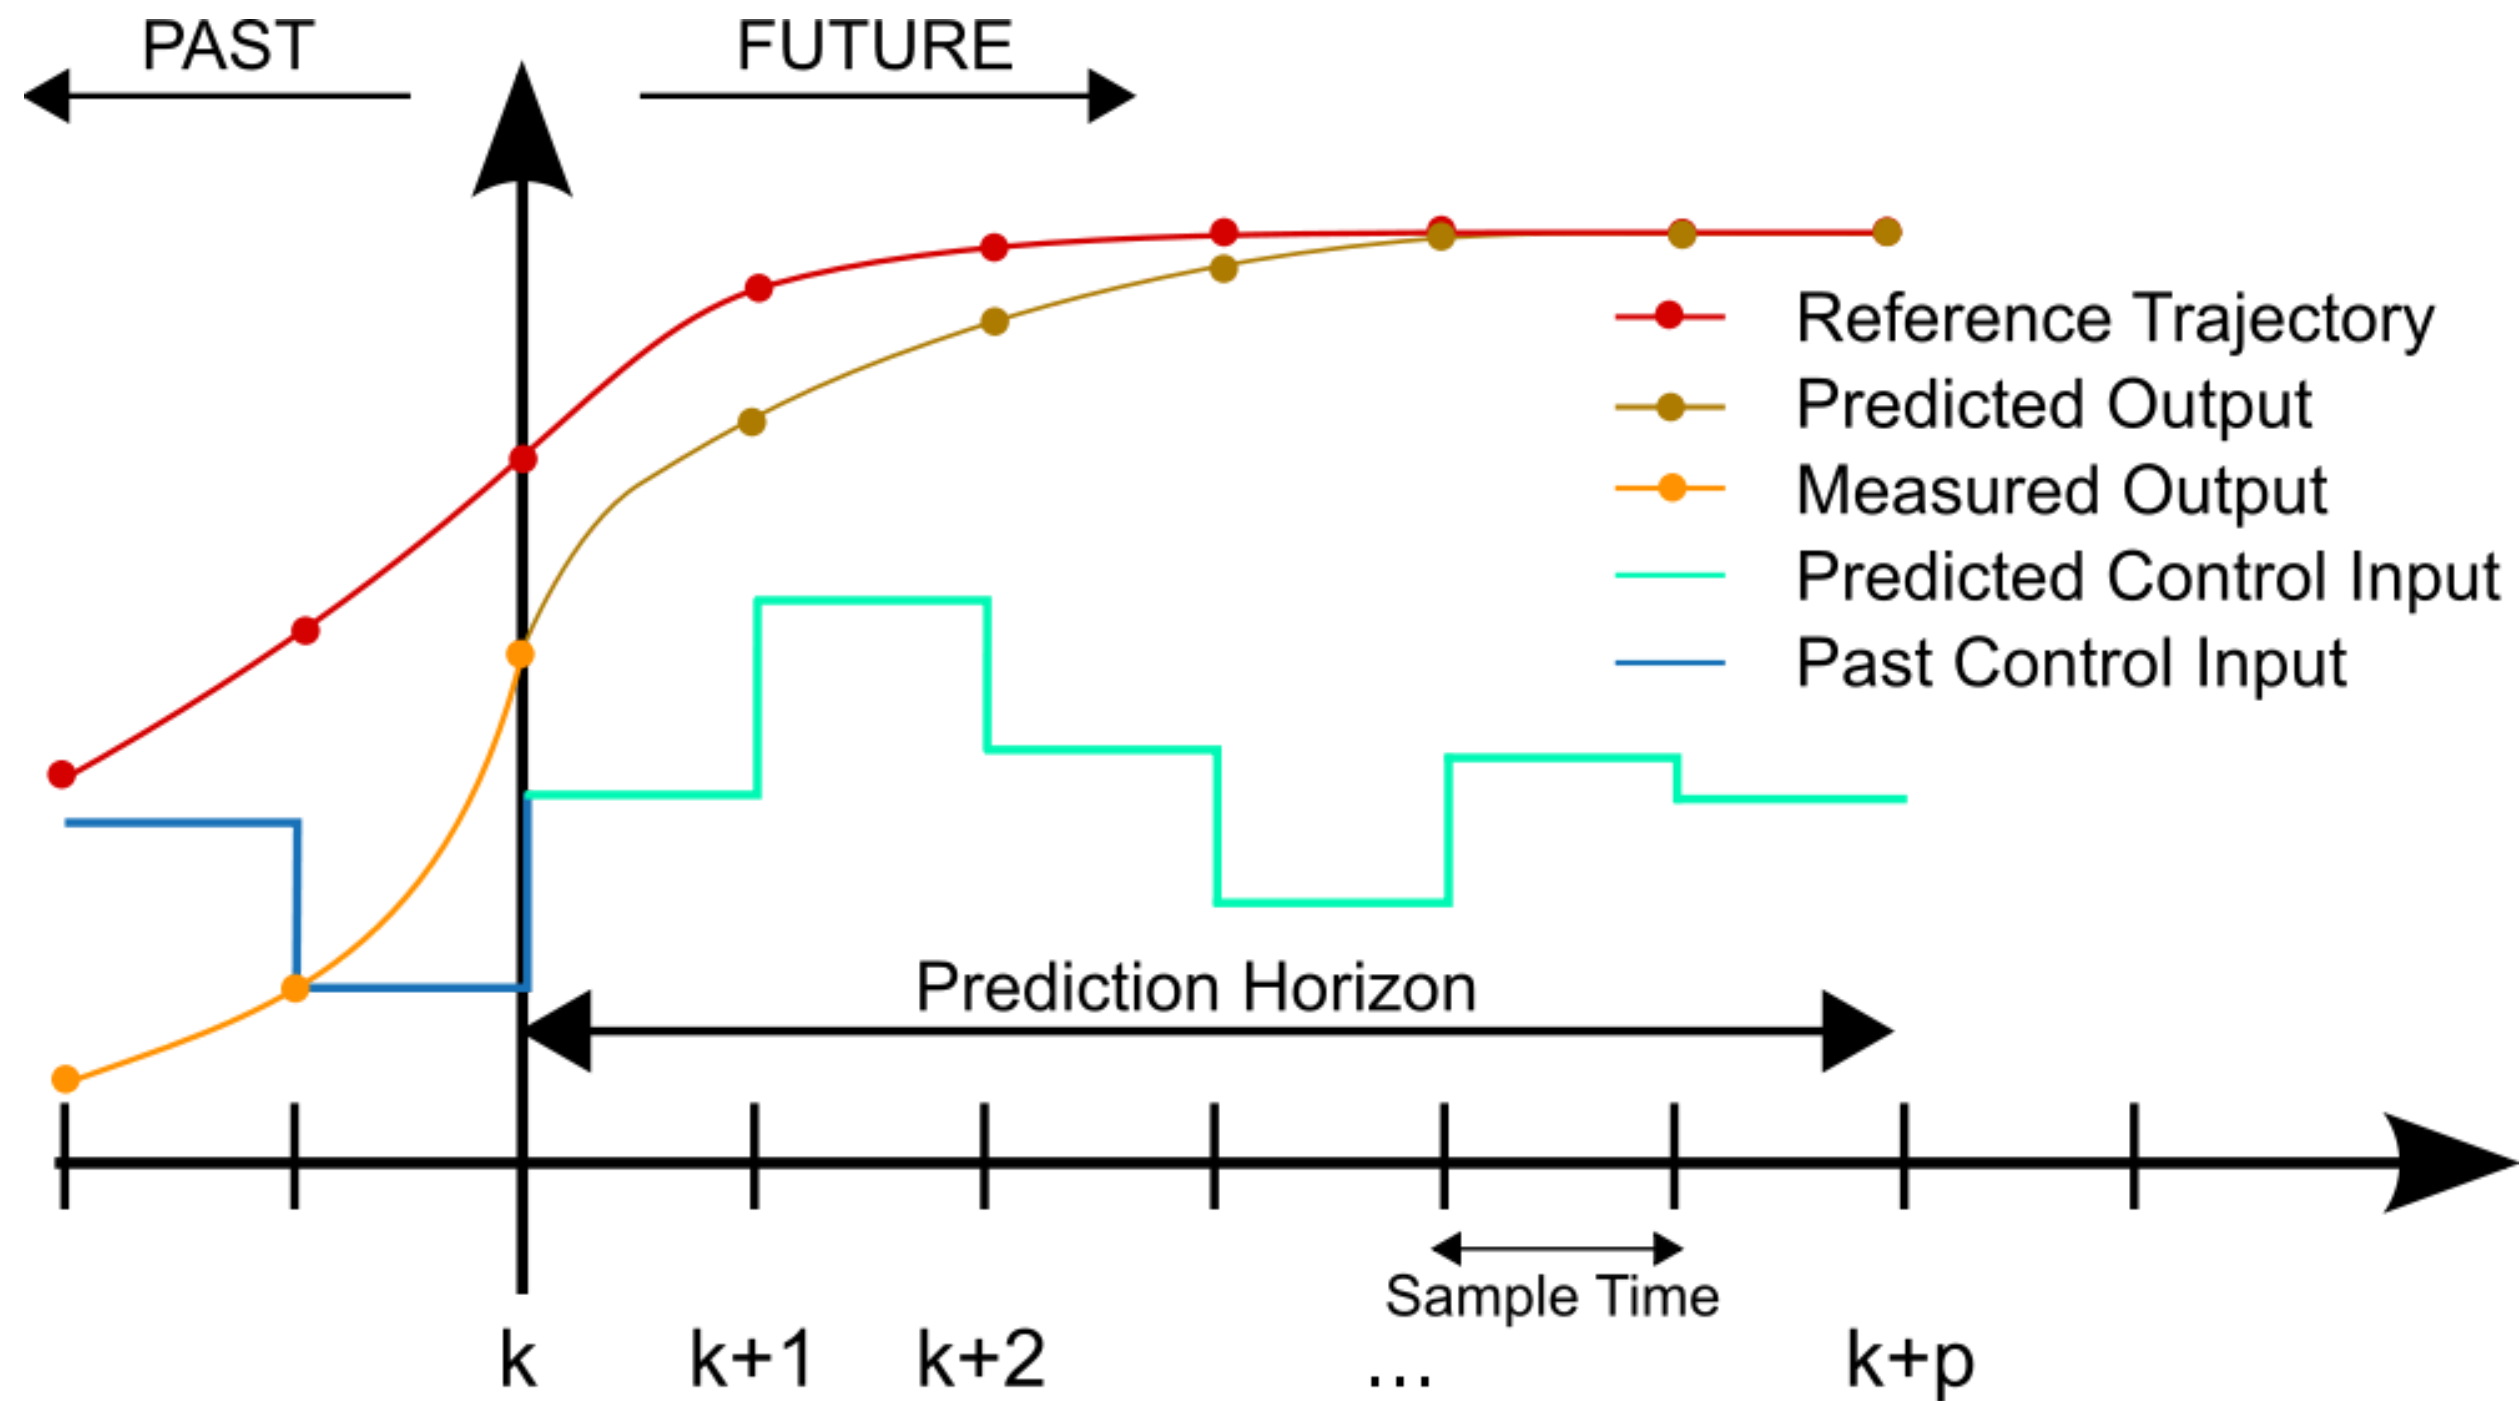 PAST
FUTURE
Reference Trajectory
Predicted Output
Measured Output
Predicted Control Input
Past Control Input
Prediction Horizon
Sample Time
k
k+1
k+2
...
k+p